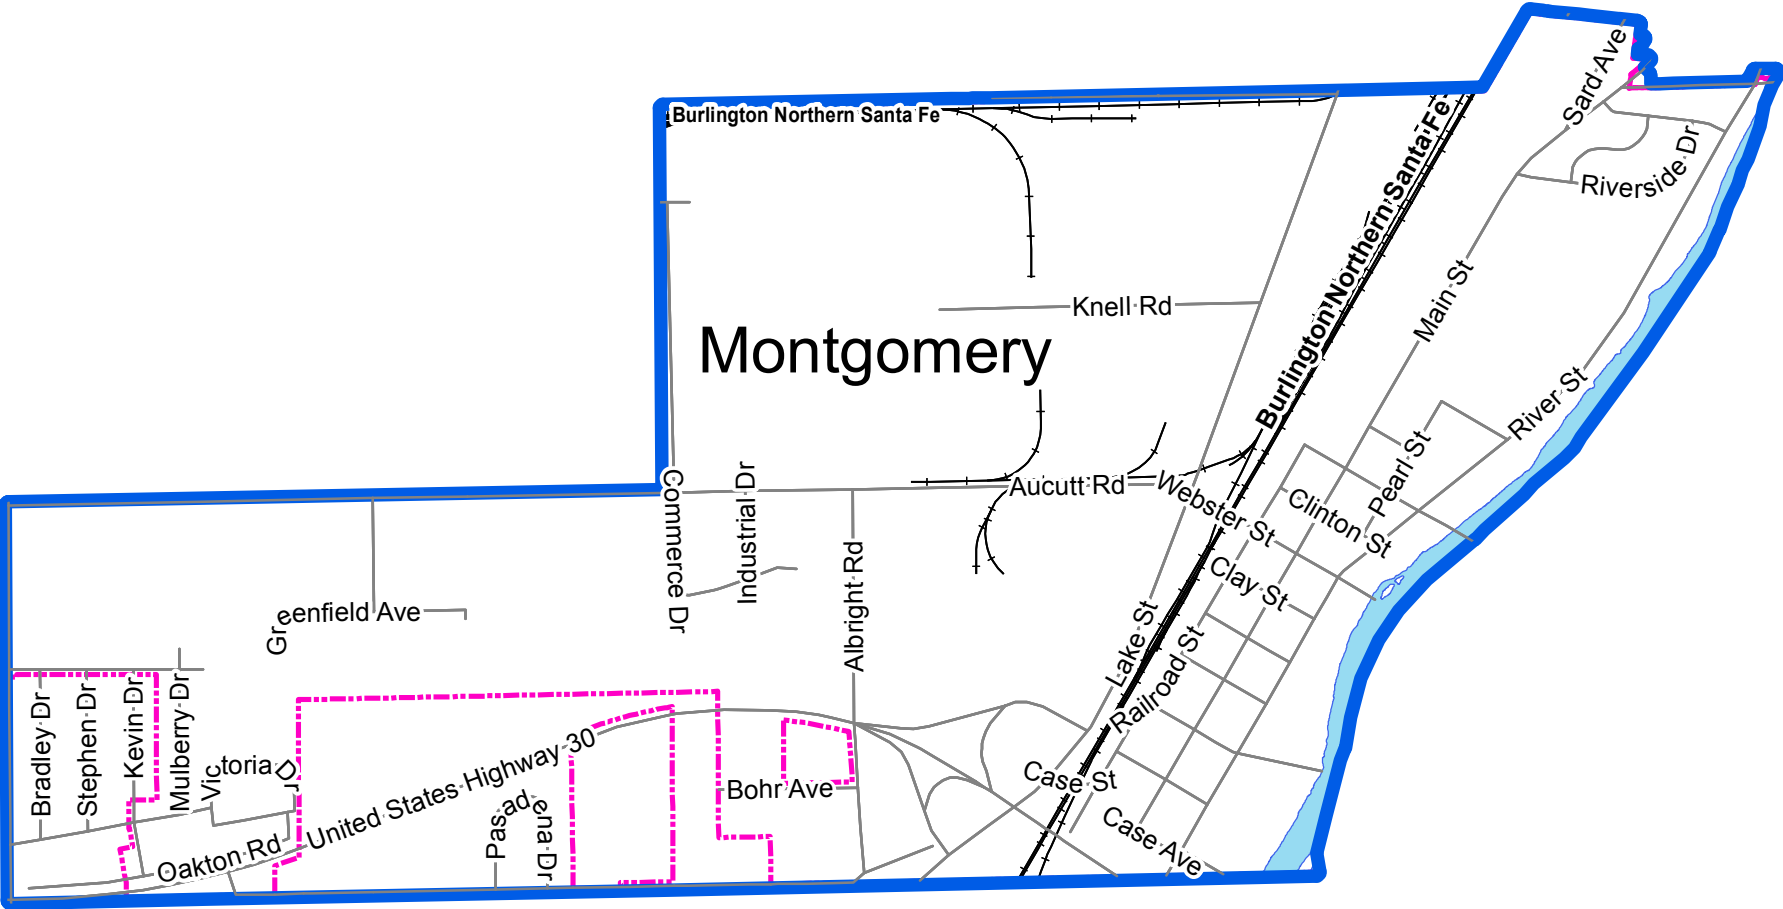 Sard Ave
Burlington Northern Santa Fe
Burlington Northern Santa Fe
Riverside Dr
Main St
Knell Rd
Montgomery
River St
Pearl St
Commerce Dr
Industrial Dr
Aucutt Rd
Webster St
Clinton St
Albright Rd
Clay St
Greenfield Ave
Lake St
Railroad St
Bradley Dr
Stephen Dr
Kevin Dr
Mulberry Dr
Victoria Dr
United States Highway 30
Bohr Ave
Case St
Pasadena Dr
Case Ave
Oakton Rd